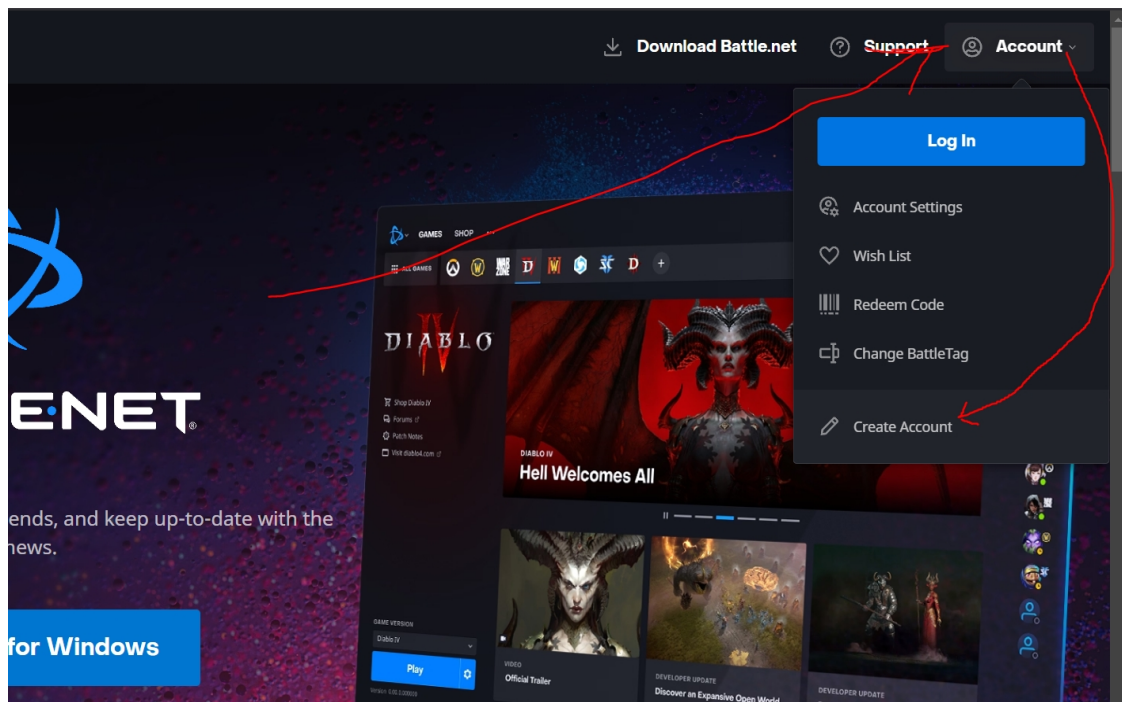 Download Battle.net
Support
Account
Log In
Account Settings
Wish List
Redeem Code
Change BattleTag
Create Account
E.NET®
ends, and keep up-to-date with the
news.
for Windows
GAMES SHOP ...
ALL GAMES
WAR
ZONE
DIABLO
IV
Shop Diablo IV
Forums
Patch Notes
Visit diablo4.com
DIABLO IV
Hell Welcomes All
GAME VERSION
Diablo IV
Play
VIDEO
Official Trailer
DEVELOPER UPDATE
Discover an Expansive Open World
DEVELOPER UPDATE